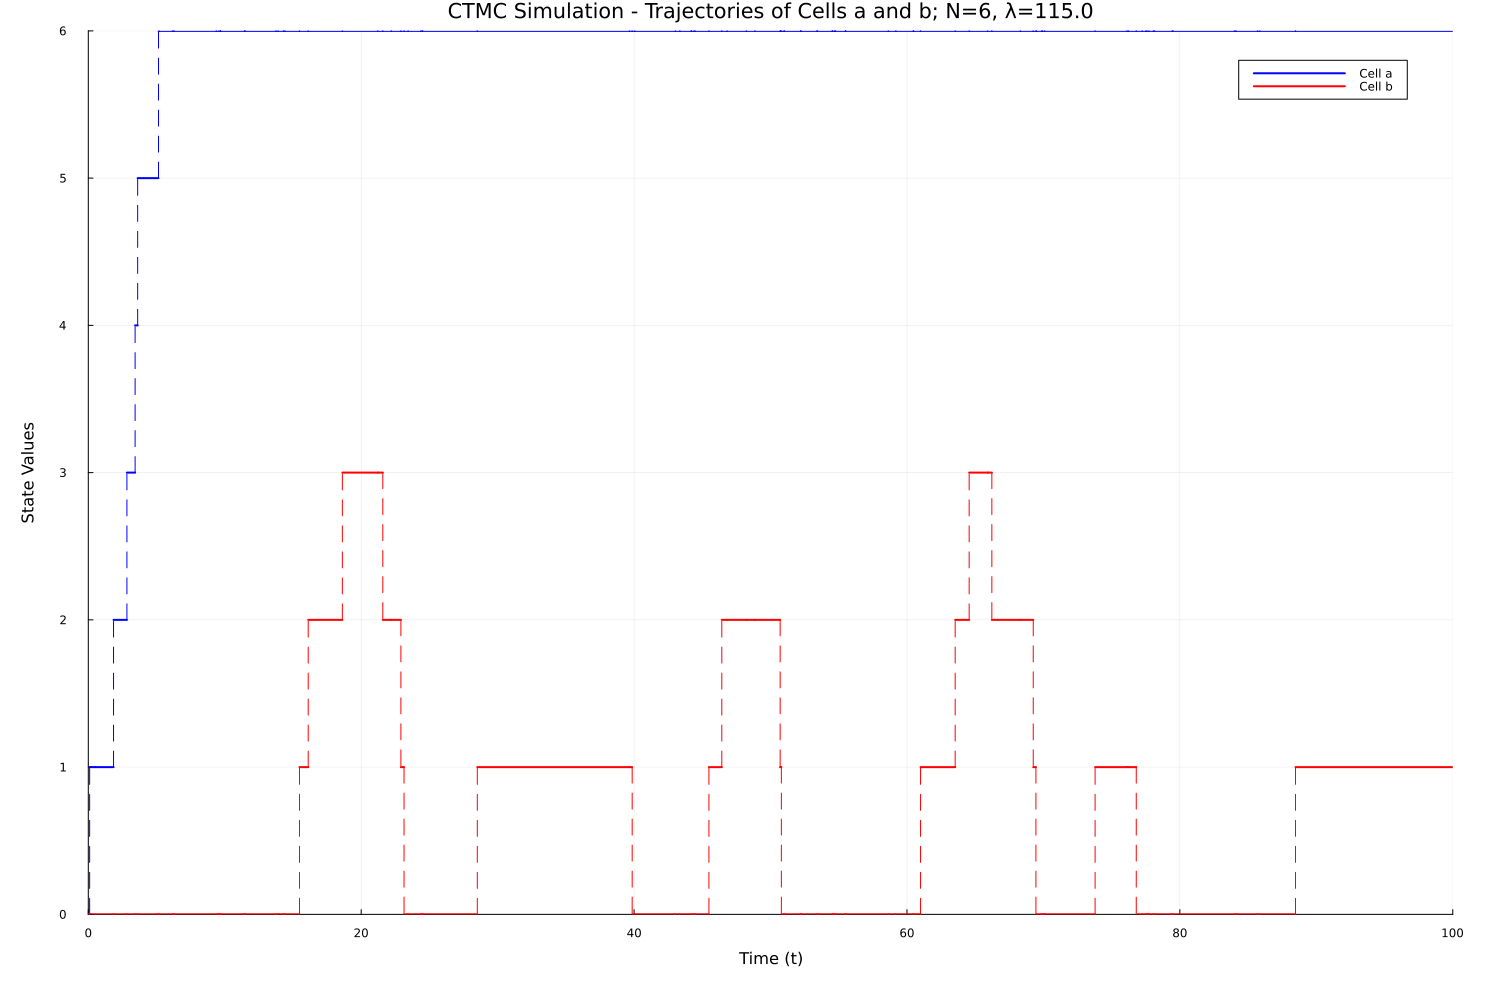 CTMC Simulation - Trajectories of Cells a and b; N=6, λ=115.0
6
Cell a
Cell b
5
4
State Values
3
2
1
0
0 20 40 60 80 100
Time (t)